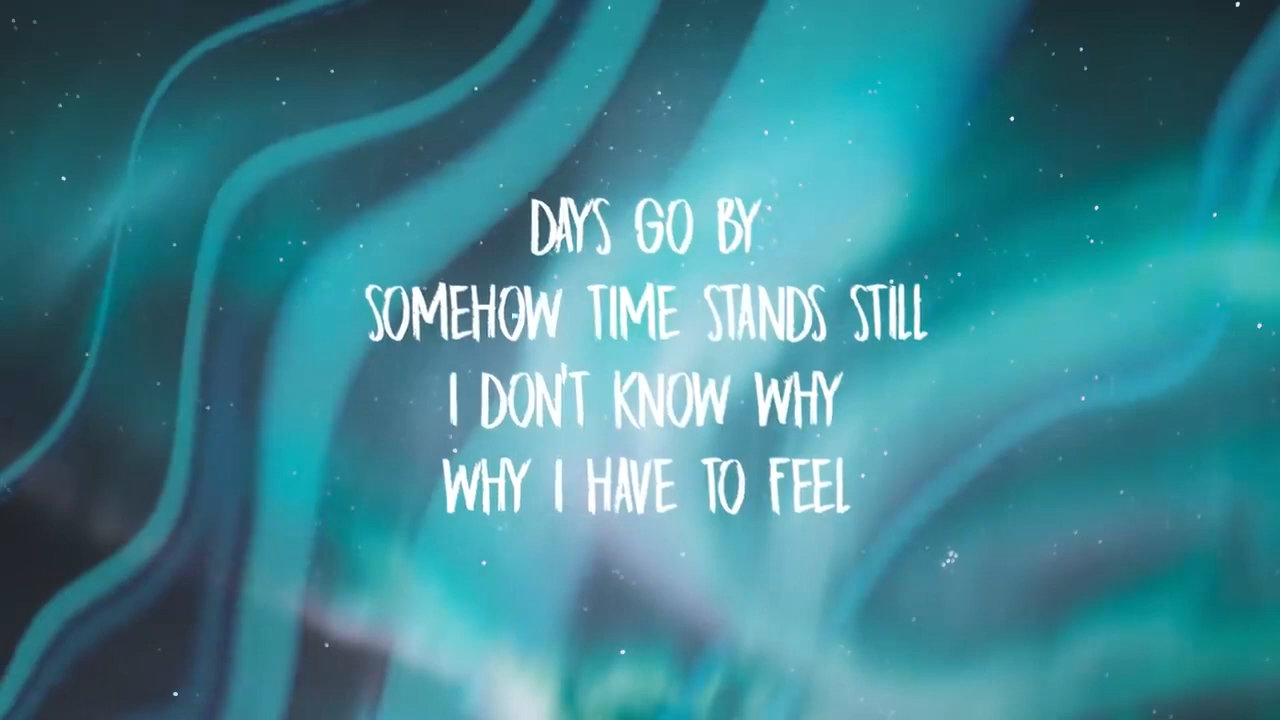 DAYS GO BY
SOMEHOW TIME STANDS STILL
I DON'T KNOW WHY
WHY I HAVE TO FEEL